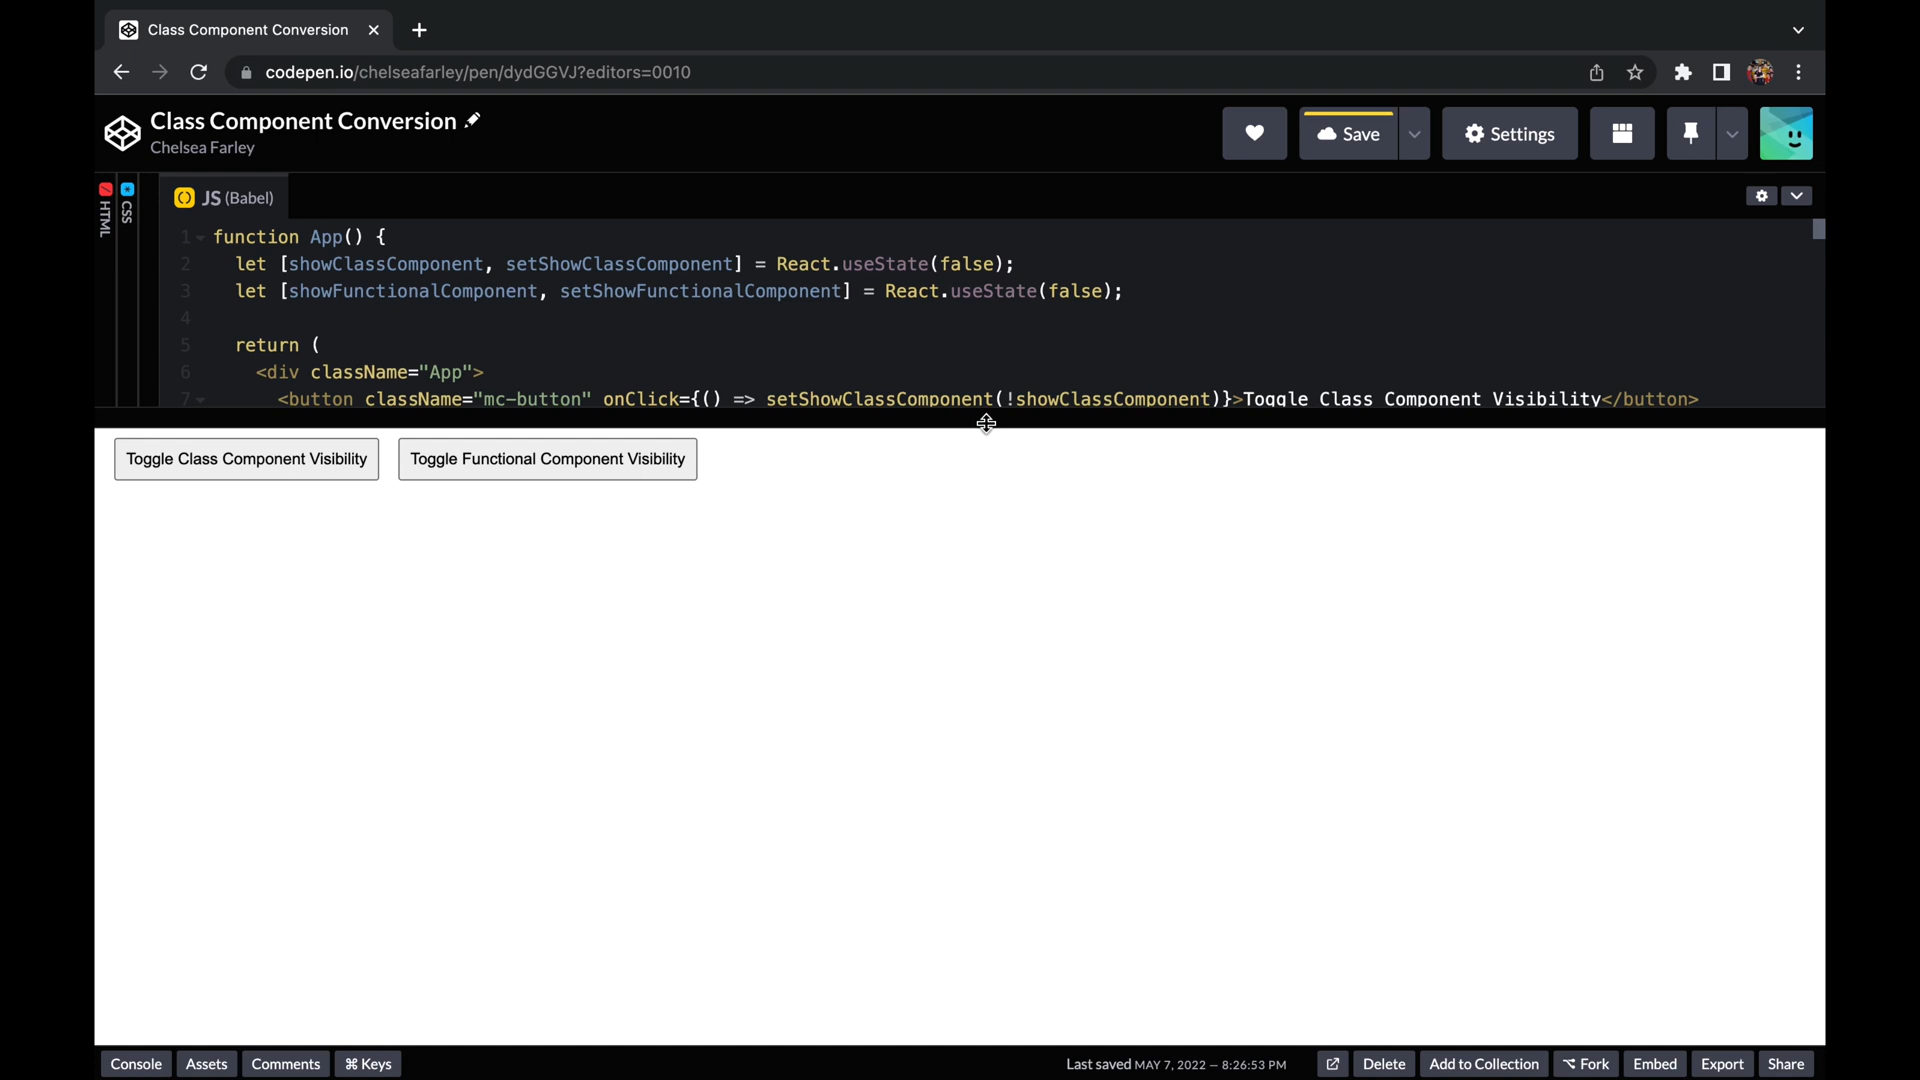 Class Component Conversion
codepen.io/chelseafarley/pen/dydGGVJ?editors=0010
Class Component Conversion
Chelsea Farley
Save
Settings
HTML
CSS
JS (Babel)
1 function App() {
2 let [showClassComponent, setShowClassComponent] = React.useState(false);
3 let [showFunctionalComponent, setShowFunctionalComponent] = React.useState(false);
4
5 return (
6 <div className="App">
7 <button className="mc-button" onClick={() => setShowClassComponent(!showClassComponent)}>Toggle Class Component Visibility</button>
Toggle Class Component Visibility
Toggle Functional Component Visibility
Console Assets Comments ⌘ Keys Last saved MAY 7, 2022 — 8:26:53 PM Delete Add to Collection ⌥ Fork Embed Export Share